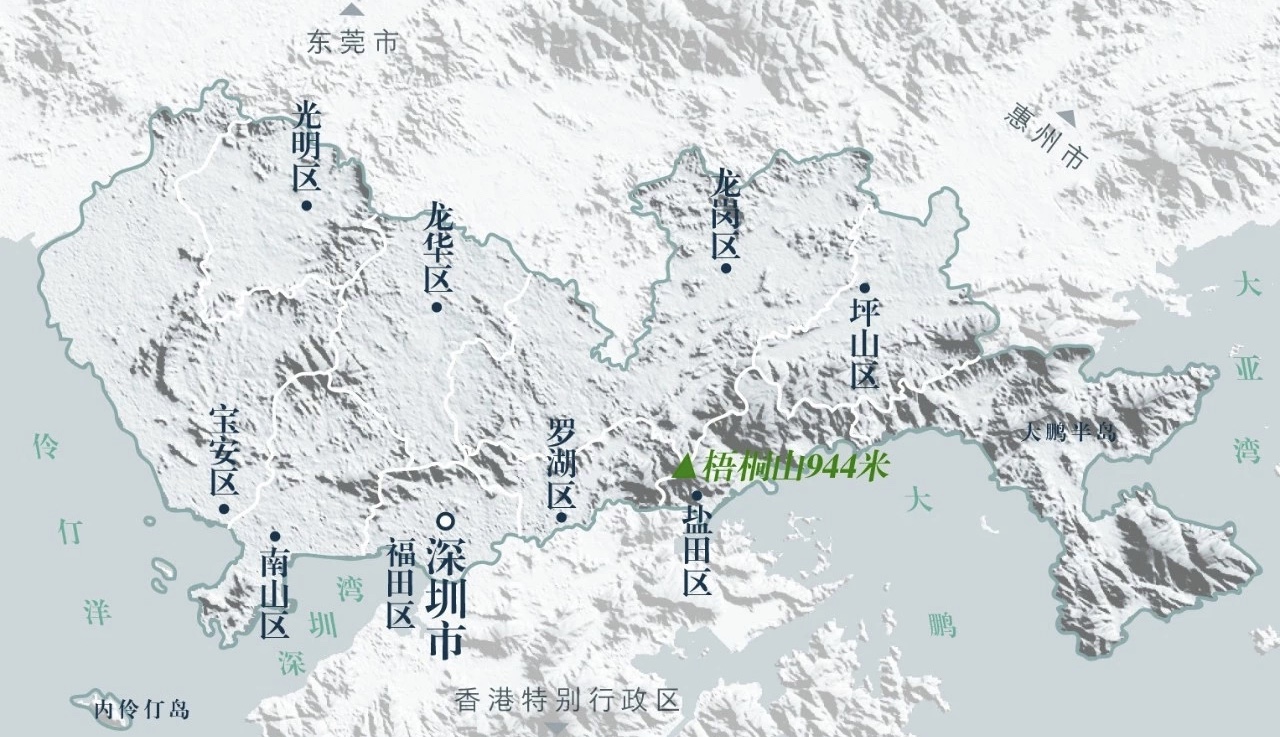 东莞市
惠州市
光明区
龙华区
龙岗区
坪山区
宝安区
罗湖区
梧桐山944米
盐田区
南山区
福田区
深圳市
大鹏半岛
大亚湾
大鹏
伶仃洋
深圳湾
内伶仃岛
香港特别行政区